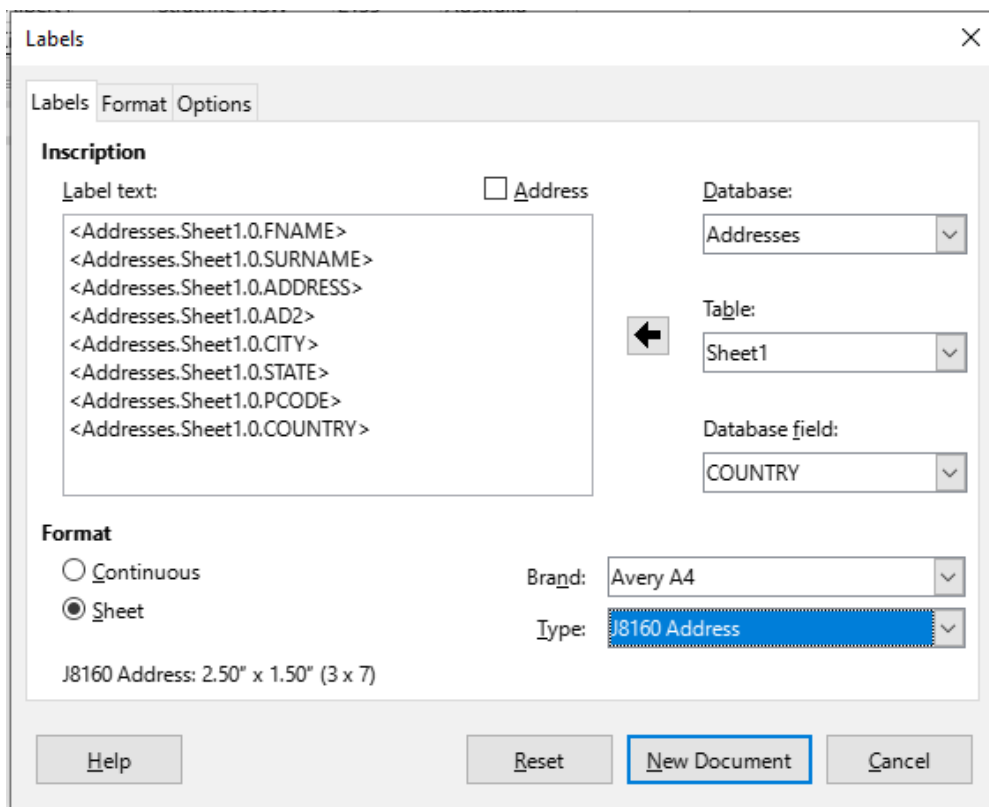 Labels
Labels Format Options
Inscription
Label text:
Address
Database:
<Addresses.Sheet1.0.FNAME>
<Addresses.Sheet1.0.SURNAME>
<Addresses.Sheet1.0.ADDRESS>
<Addresses.Sheet1.0.AD2>
<Addresses.Sheet1.0.CITY>
<Addresses.Sheet1.0.STATE>
<Addresses.Sheet1.0.PCODE>
<Addresses.Sheet1.0.COUNTRY>
Addresses
Table:
Sheet1
Database field:
COUNTRY
Format
Continuous
Sheet
Brand:
Avery A4
Type:
J8160 Address
J8160 Address: 2.50" x 1.50" (3 x 7)
Help
Reset
New Document
Cancel